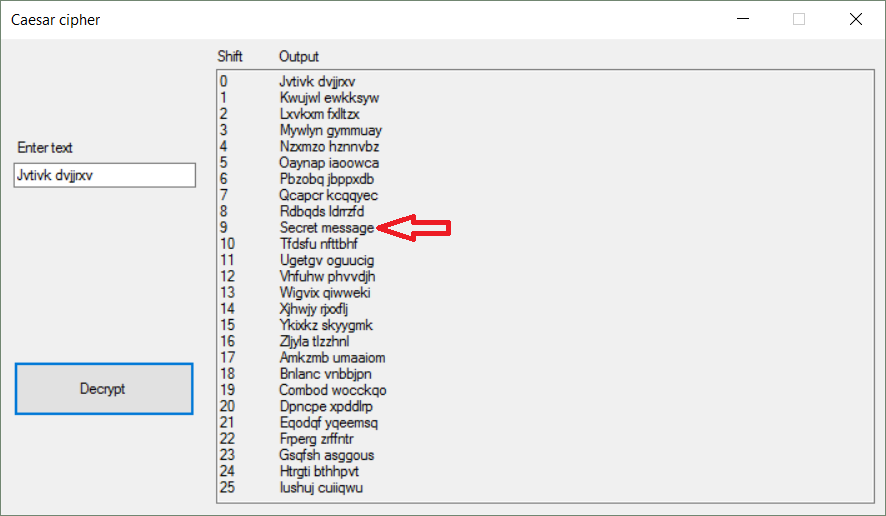 Caesar cipher
Shift Output
Enter text
Jvtivk dvjjrxv
Decrypt
0 Jvtivk dvjjrxv
1 Kwujwl ewkksyw
2 Lxvkxm fxlltzx
3 Mywlyn gymmuay
4 Nzxmzo hznnvbz
5 Oaynap iaoowca
6 Pbzobq jbppxdb
7 Qcapcr kcqqyec
8 Rdbqds ldrrzfd
9 Secret message
10 Tfdsfu nfttbhf
11 Ugetgv oguucig
12 Vhfuhw phvvdjh
13 Wigvix qiwweki
14 Xjhwjy rjxxflj
15 Ykixkz skyygmk
16 Zljyla tlzzhnl
17 Amkzmb umaaiom
18 Bnlanc vnbbjpn
19 Combod wocckqo
20 Dpncpe xpddlrp
21 Eqodqf yqeemsq
22 Frperg zrffntr
23 Gsqfsh asggous
24 Htrgti bthhpvt
25 Iushuj cuiiqwu